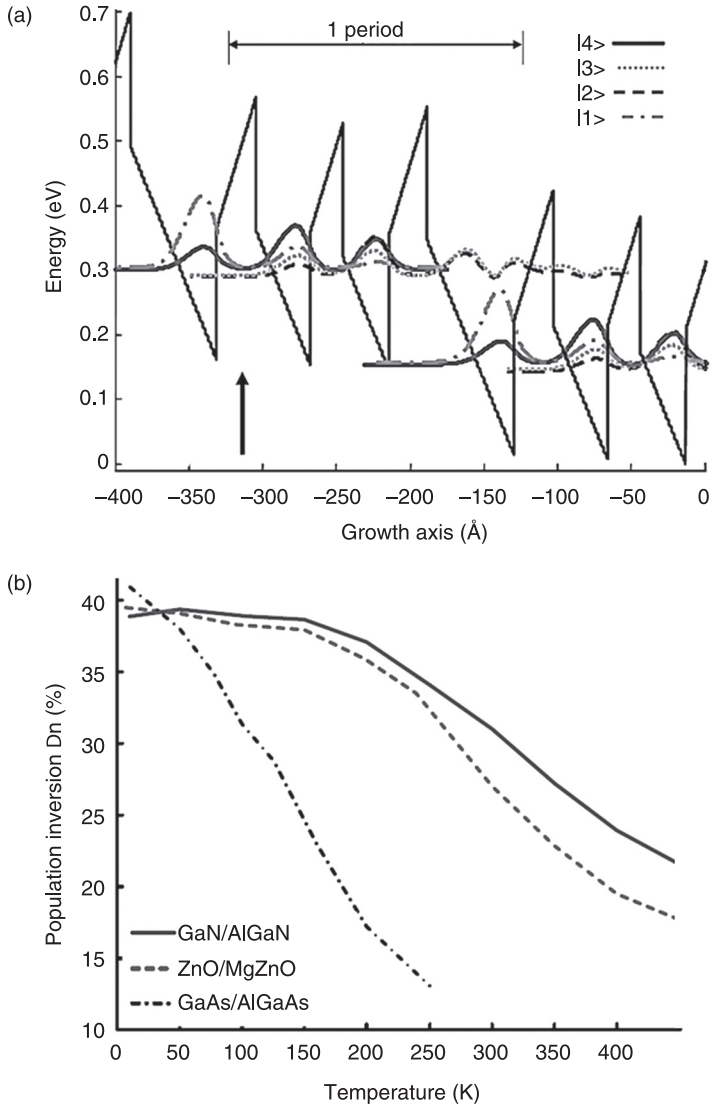 (a)
0.7
0.6
0.5
0.4
0.3
0.2
0.1
0
Energy (eV)
1 period
|4>
|3>
|2>
|1>
–400 –350 –300 –250 –200 –150 –100 –50 0
Growth axis (Å)
(b)
40
35
30
25
20
15
10
Population inversion Dn (%)
GaN/AlGaN
ZnO/MgZnO
GaAs/AlGaAs
0 50 100 150 200 250 300 350 400
Temperature (K)